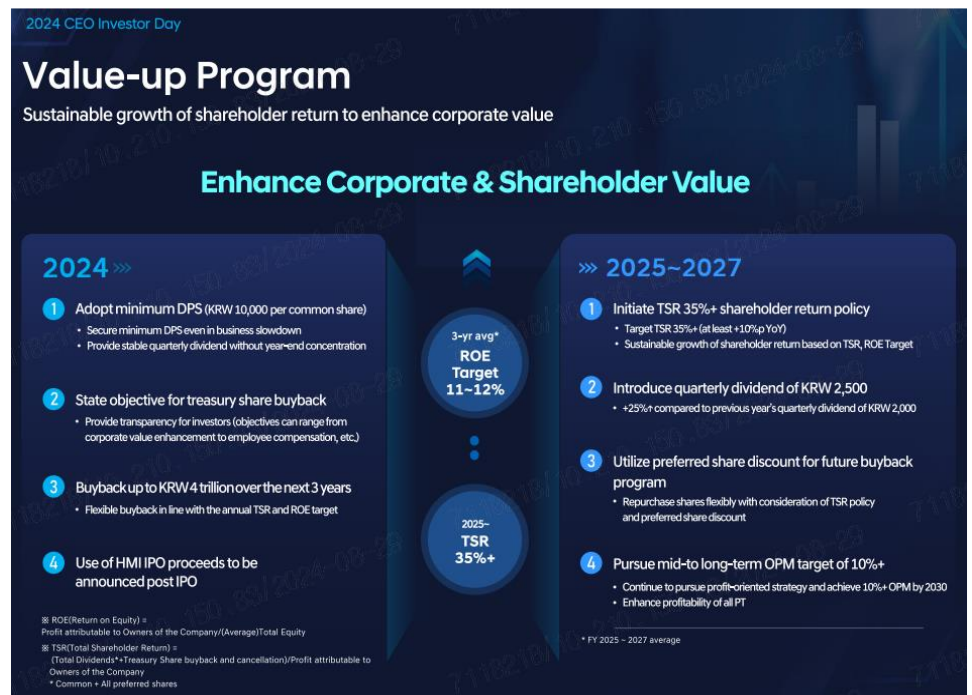 2024 CEO Investor Day
Value-up Program
Sustainable growth of shareholder return to enhance corporate value
Enhance Corporate & Shareholder Value
2024 »»
1 Adopt minimum DPS (KRW 10,000 per common share)
• Secure minimum DPS even in business slowdown
• Provide stable quarterly dividend without year-end concentration
2 State objective for treasury share buyback
• Provide transparency for investors (objectives can range from
corporate value enhancement to employee compensation, etc.)
3 Buyback up to KRW 4 trillion over the next 3 years
• Flexible buyback in line with the annual TSR and ROE target
4 Use of HMI IPO proceeds to be
announced post IPO
※ ROE(Return on Equity) =
Profit attributable to Owners of the Company/(Average)Total Equity
※ TSR(Total Shareholder Return) =
(Total Dividends*+Treasury Share buyback and cancellation)/Profit attributable to
Owners of the Company
* Common + All preferred shares
3-yr avg*
ROE
Target
11~12%
2025~
TSR
35%+
»» 2025~2027
1 Initiate TSR 35%+ shareholder return policy
• Target TSR 35%+ (at least +10%p YoY)
• Sustainable growth of shareholder return based on TSR, ROE Target
2 Introduce quarterly dividend of KRW 2,500
• +25%↑ compared to previous year's quarterly dividend of KRW 2,000
3 Utilize preferred share discount for future buyback
program
• Repurchase shares flexibly with consideration of TSR policy
and preferred share discount
4 Pursue mid-to long-term OPM target of 10%+
• Continue to pursue profit-oriented strategy and achieve 10%+ OPM by 2030
• Enhance profitability of all PT
* FY 2025 ~ 2027 average